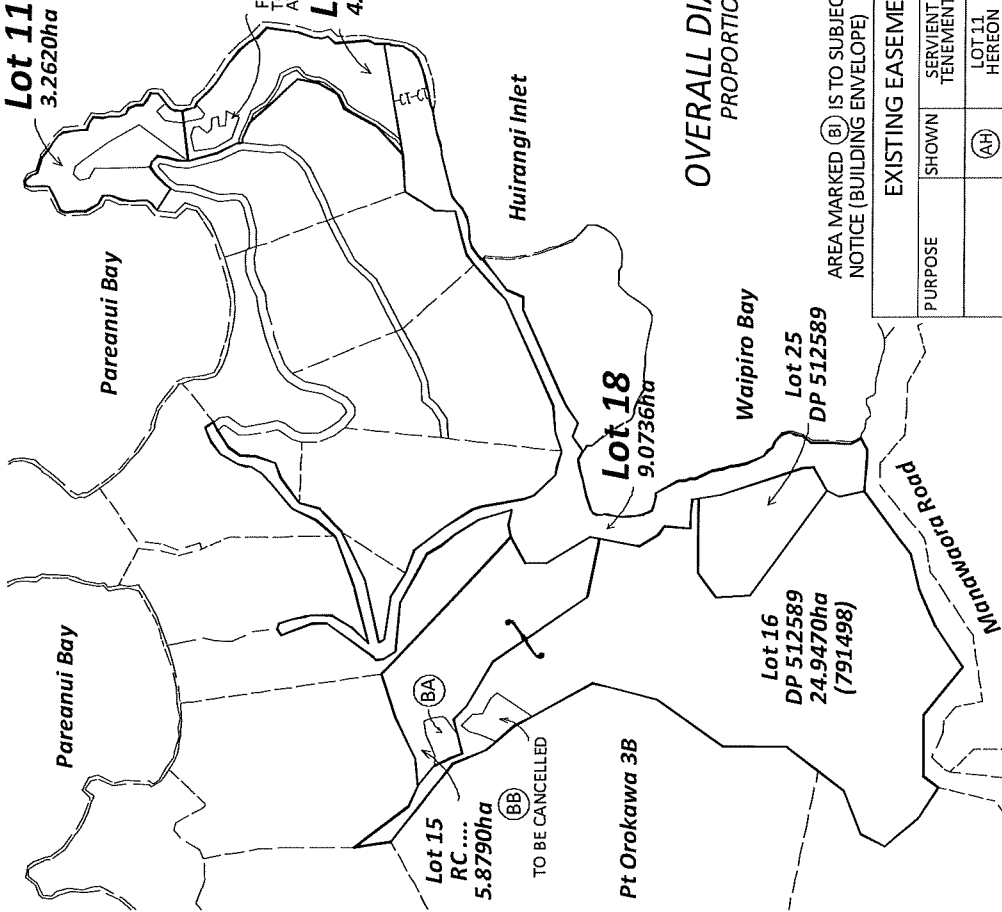 Lot 11
3.2620ha
Pareanui Bay
Pareanui Bay
Huirangi Inlet
OVERALL DIA
PROPORTIO
AREA MARKED (BI) IS TO SUBJEC
NOTICE (BUILDING ENVELOPE)
EXISTING EASEME
PURPOSE
SHOWN
SERVIENT
TENEMENT
AH
LOT 11
HEREON
Lot 18
9.0736ha
Waipiro Bay
Lot 25
DP 512589
Manawaora Road
Lot 16
DP 512589
24.9470ha
(791498)
BA
Lot 15
RC ....
5.8790ha
BB
TO BE CANCELLED
Pt Orokawa 3B